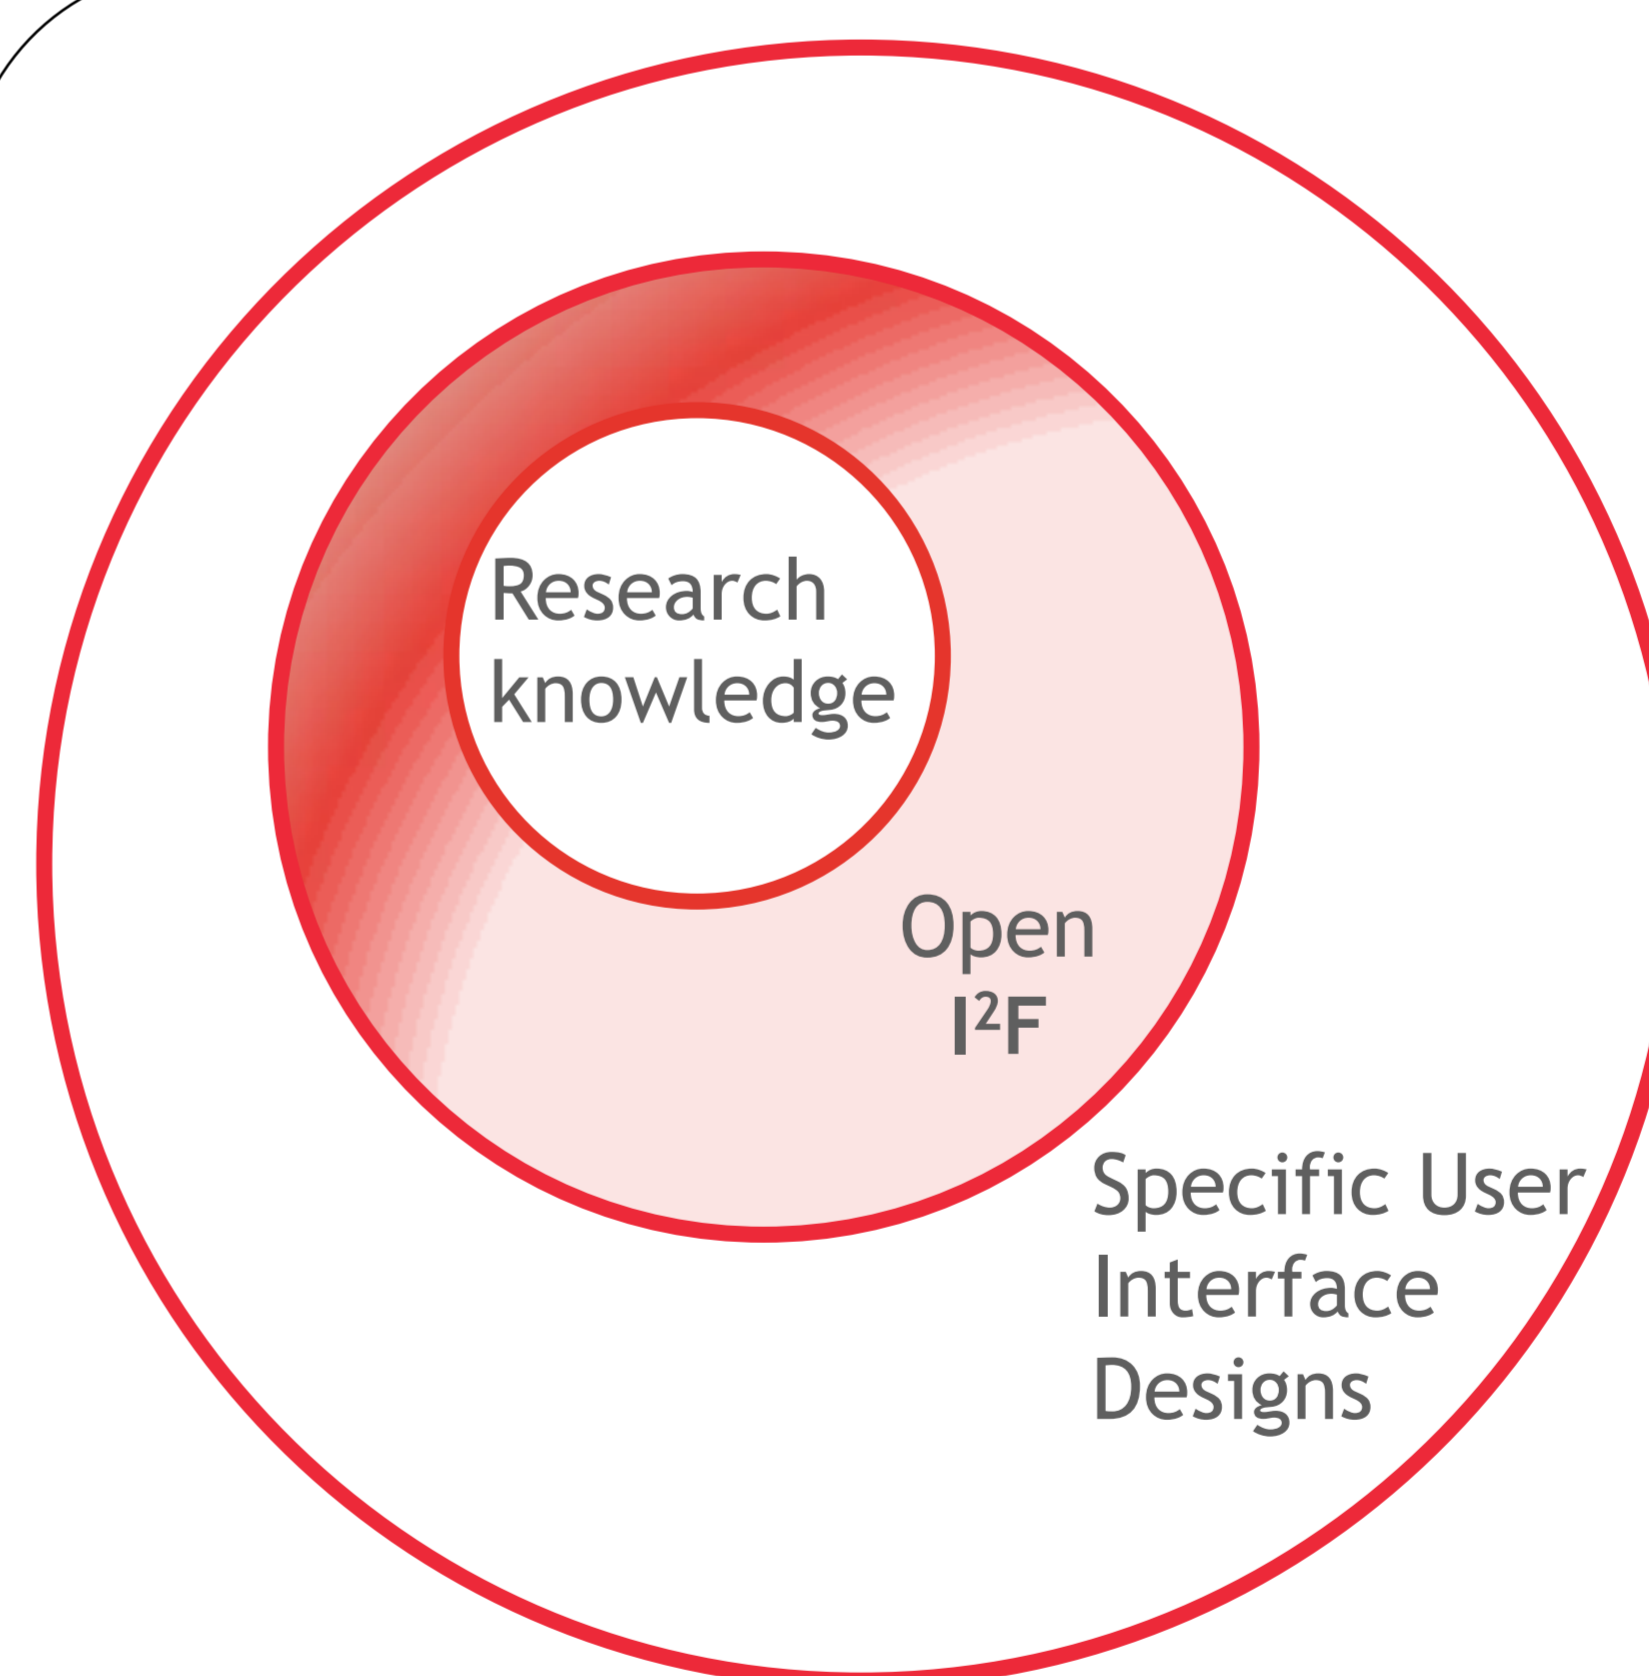 Research
knowledge
Open
I²F
Specific User
Interface
Designs